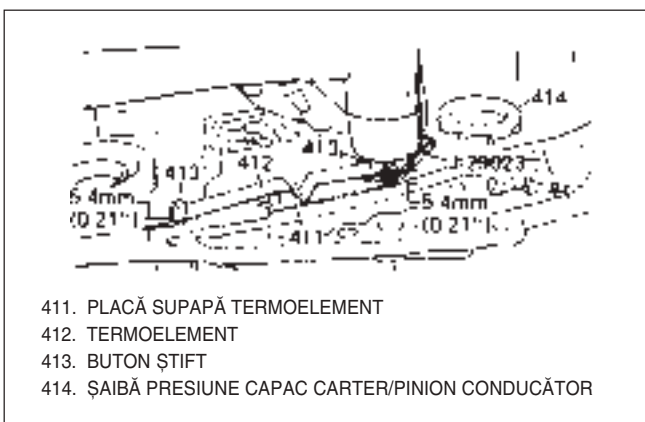 414
413
412
413
J 29023
5.4mm
(0.21")
5.4mm
(0.21")
411
411. PLACĂ SUPAPĂ TERMOELEMENT
412. TERMOELEMENT
413. BUTON ȘTIFT
414. ȘAIBĂ PRESIUNE CAPAC CARTER/PINION CONDUCĂTOR